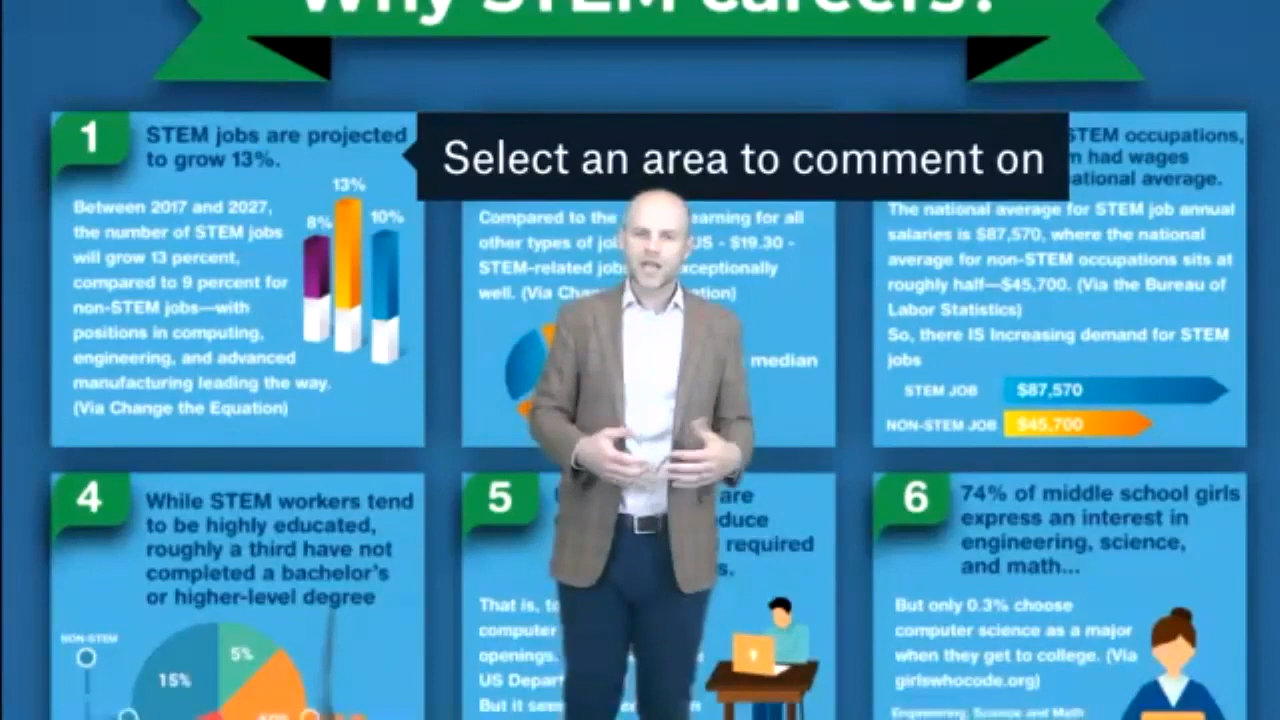 Why STEM Careers?
1
STEM jobs are projected
to grow 13%.
Between 2017 and 2027,
the number of STEM jobs
will grow 13 percent,
compared to 9 percent for
non-STEM jobs—with
positions in computing,
engineering, and advanced
manufacturing leading the way.
(Via Change the Equation)
8%
13%
10%
Select an area to comment on
Compared to the earning for all
other types of - $19.30 -
STEM-related
well. (Via
median
STEM occupations,
had wages
average.
The national average for STEM job annual
salaries is $87,570, where the national
average for non-STEM occupations sits at
roughly half—$45,700. (Via the Bureau of
Labor Statistics)
So, there IS Increasing demand for STEM
jobs
STEM JOB
$87,570
NON-STEM JOB
$45,700
4
While STEM workers tend
to be highly educated,
roughly a third have not
completed a bachelor's
or higher-level degree
NON-STEM
15%
5%
5
are
required
That is,
computer
openings.
US
But it
6
74% of middle school girls
express an interest in
engineering, science,
and math...
But only 0.3% choose
computer science as a major
when they get to college. (Via
girlswhocode.org)
Engineering, Science and Math